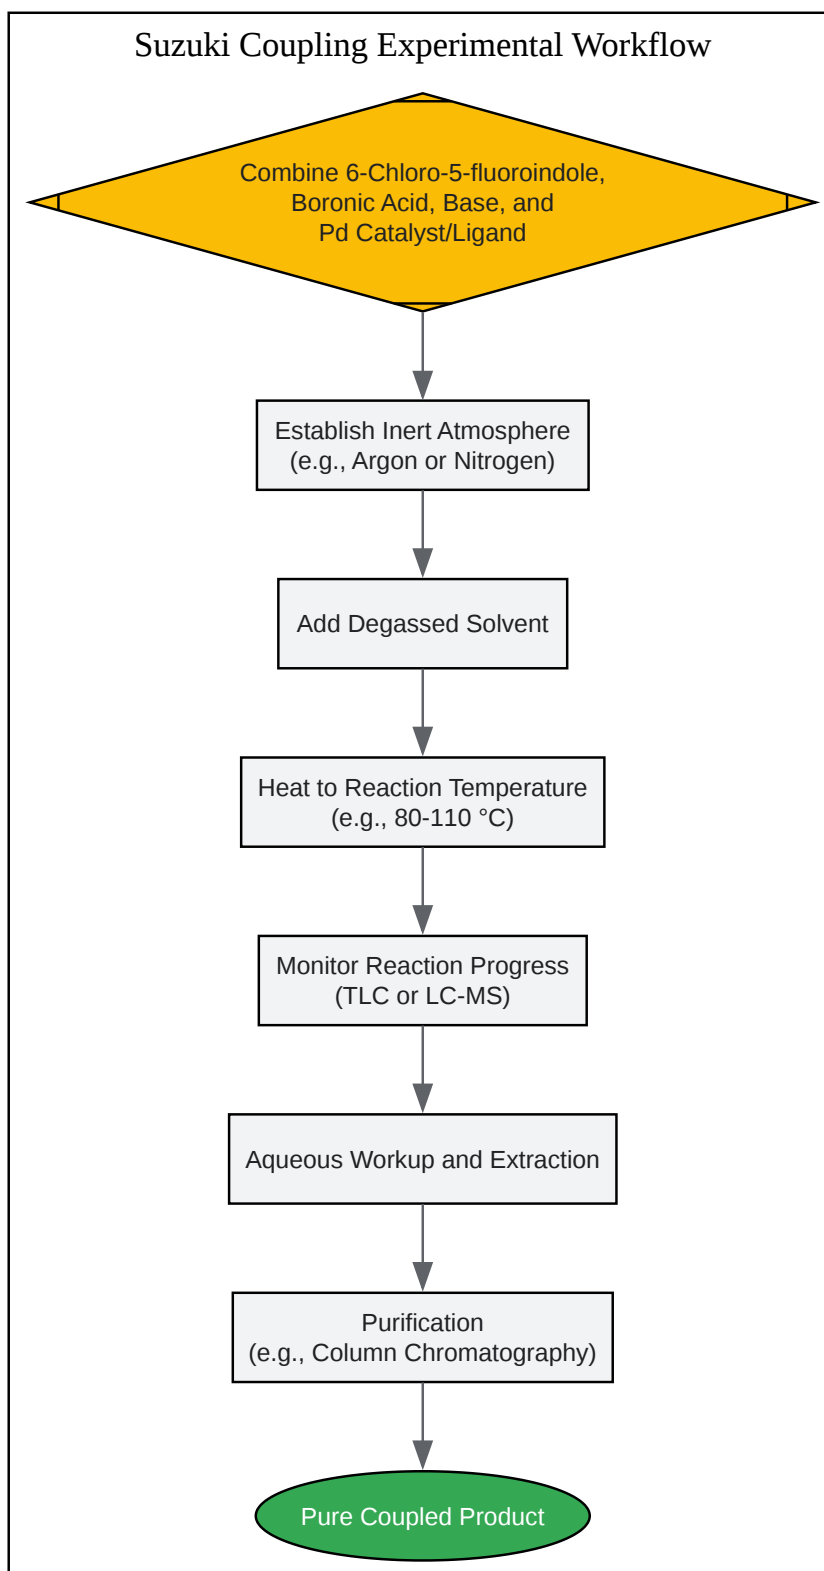 Suzuki Coupling Experimental Workflow
Combine 6-Chloro-5-fluoroindole,
Boronic Acid, Base, and
Pd Catalyst/Ligand
Establish Inert Atmosphere
(e.g., Argon or Nitrogen)
Add Degassed Solvent
Heat to Reaction Temperature
(e.g., 80-110 °C)
Monitor Reaction Progress
(TLC or LC-MS)
Aqueous Workup and Extraction
Purification
(e.g., Column Chromatography)
Pure Coupled Product